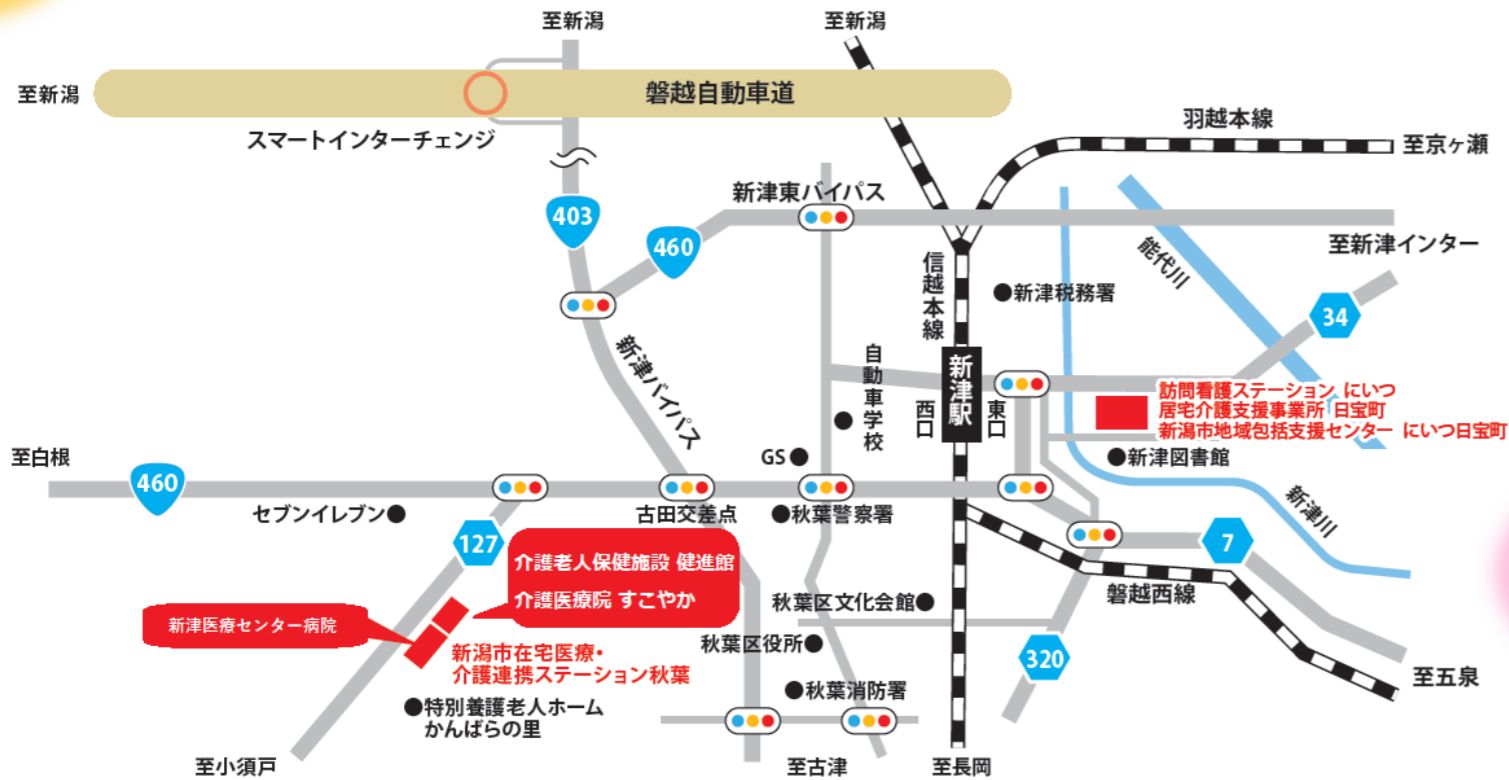 至新潟
至新潟
至新潟
磐越自動車道
スマートインターチェンジ
羽越本線
至京ヶ瀬
新津東バイパス
403
460
至新津インター
能代川
信越本線
新津税務署
34
新津バイパス
自動車学校
新津駅
西口
東口
訪問看護ステーション にいつ
居宅介護支援事業所 日宝町
新潟市地域包括支援センター にいつ日宝町
至白根
GS
新津図書館
460
セブンイレブン
古田交差点
秋葉警察署
新津川
127
7
介護老人保健施設 健進館
介護医療院 すこやか
磐越西線
新津医療センター病院
秋葉区文化会館
新潟市在宅医療・
介護連携ステーション秋葉
秋葉区役所
320
至五泉
秋葉消防署
特別養護老人ホーム
かんばらの里
至小須戸
至古津
至長岡